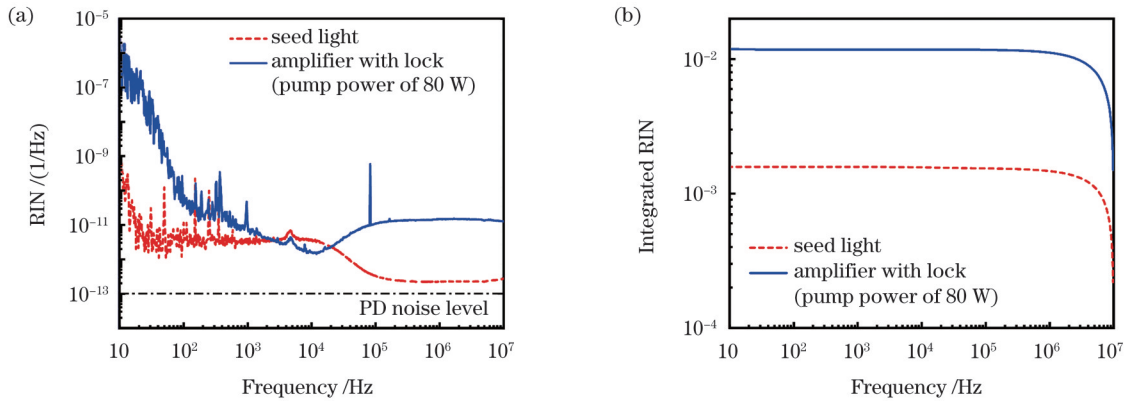 (a)
10⁻⁵
10⁻⁷
10⁻⁹
10⁻¹¹
10⁻¹³
RIN /(1/Hz)
seed light
amplifier with lock
(pump power of 80 W)
PD noise level
10 10² 10³ 10⁴ 10⁵ 10⁶ 10⁷
Frequency /Hz
(b)
10⁻²
10⁻³
10⁻⁴
Integrated RIN
seed light
amplifier with lock
(pump power of 80 W)
10 10² 10³ 10⁴ 10⁵ 10⁶ 10⁷
Frequency /Hz